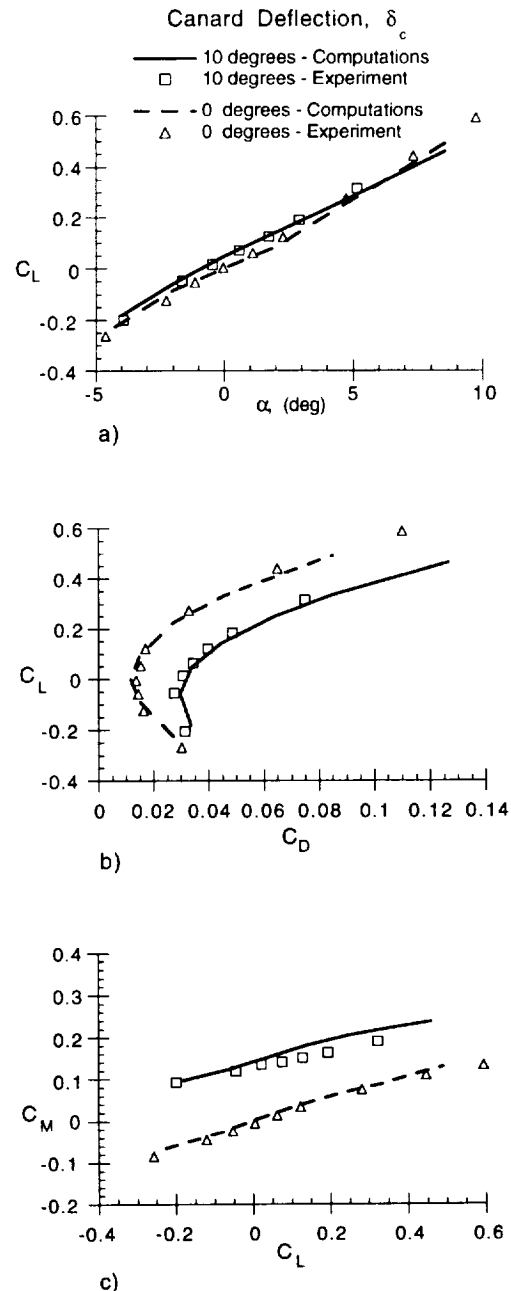 Canard Deflection, δc
10 degrees - Computations
10 degrees - Experiment
0 degrees - Computations
0 degrees - Experiment
0.6
0.4
0.2
0
-0.2
-0.4
CL
-5
0
5
10
α, (deg)
a)
0.6
0.4
0.2
0
-0.2
-0.4
CL
0
0.02
0.04
0.06
0.08
0.1
0.12
0.14
CD
b)
0.4
0.3
0.2
0.1
0
-0.1
-0.2
CM
-0.4
-0.2
0
0.2
0.4
0.6
CL
c)